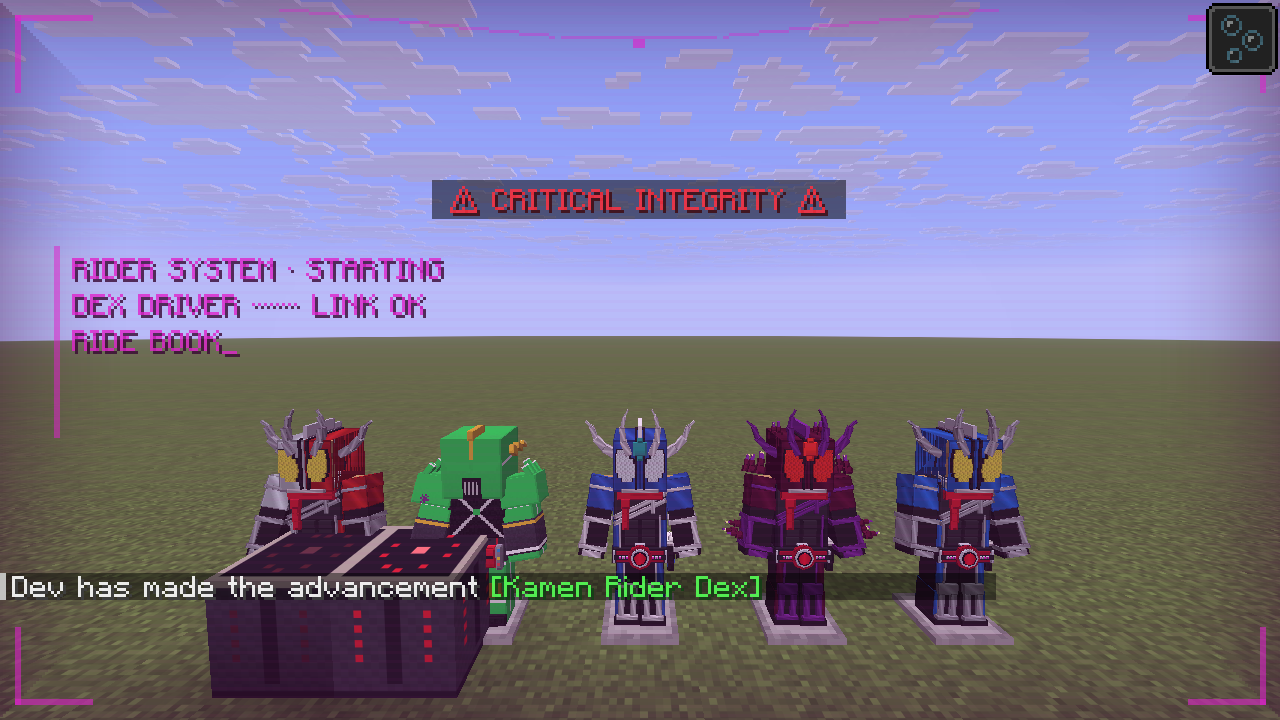 ⚠ CRITICAL INTEGRITY ⚠
RIDER SYSTEM · STARTING
DEX DRIVER ┈┈┈ LINK OK
RIDE BOOK_
Dev has made the advancement [Kamen Rider Dex]